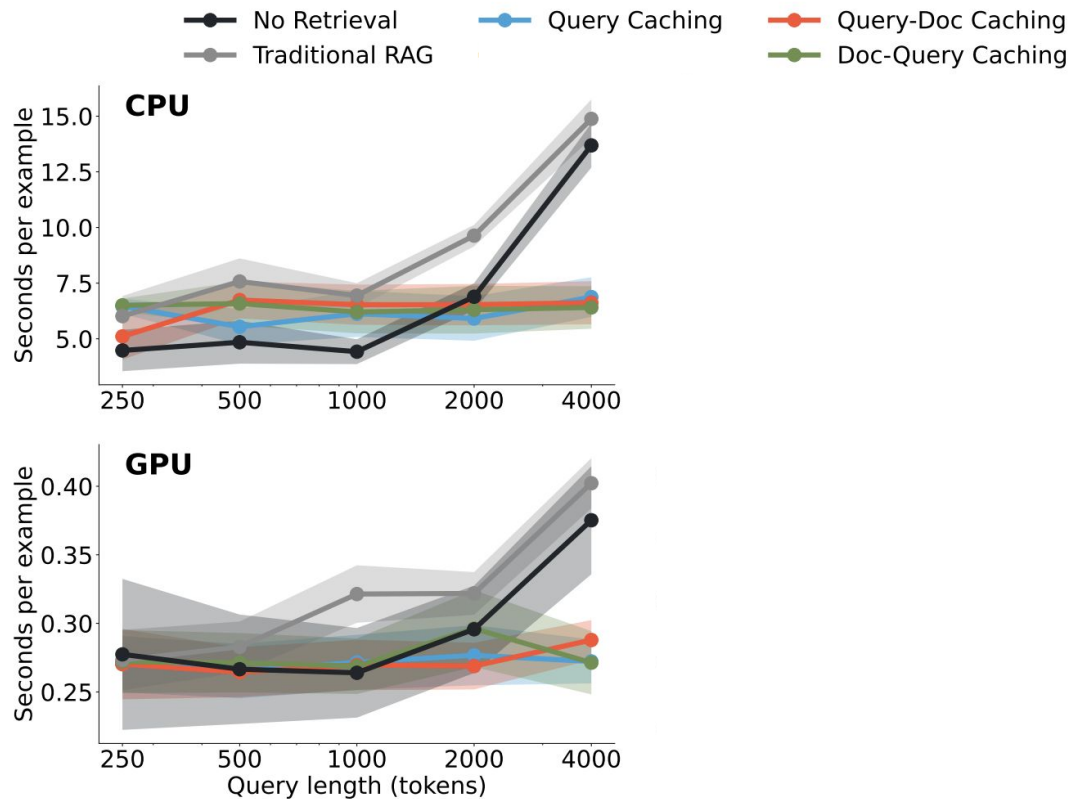 No Retrieval Query Caching Query-Doc Caching
Traditional RAG Doc-Query Caching
CPU
Seconds per example
15.0
12.5
10.0
7.5
5.0
250 500 1000 2000 4000
GPU
Seconds per example
0.40
0.35
0.30
0.25
250 500 1000 2000 4000
Query length (tokens)